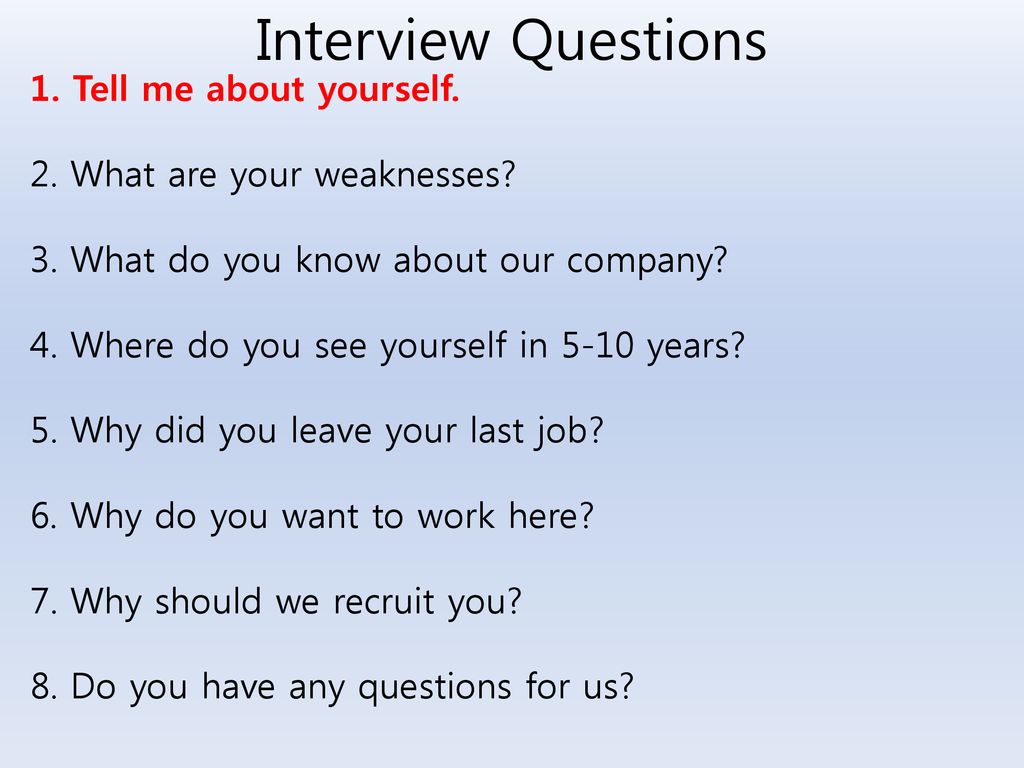 Interview Questions
1. Tell me about yourself.
2. What are your weaknesses?
3. What do you know about our company?
4. Where do you see yourself in 5-10 years?
5. Why did you leave your last job?
6. Why do you want to work here?
7. Why should we recruit you?
8. Do you have any questions for us?